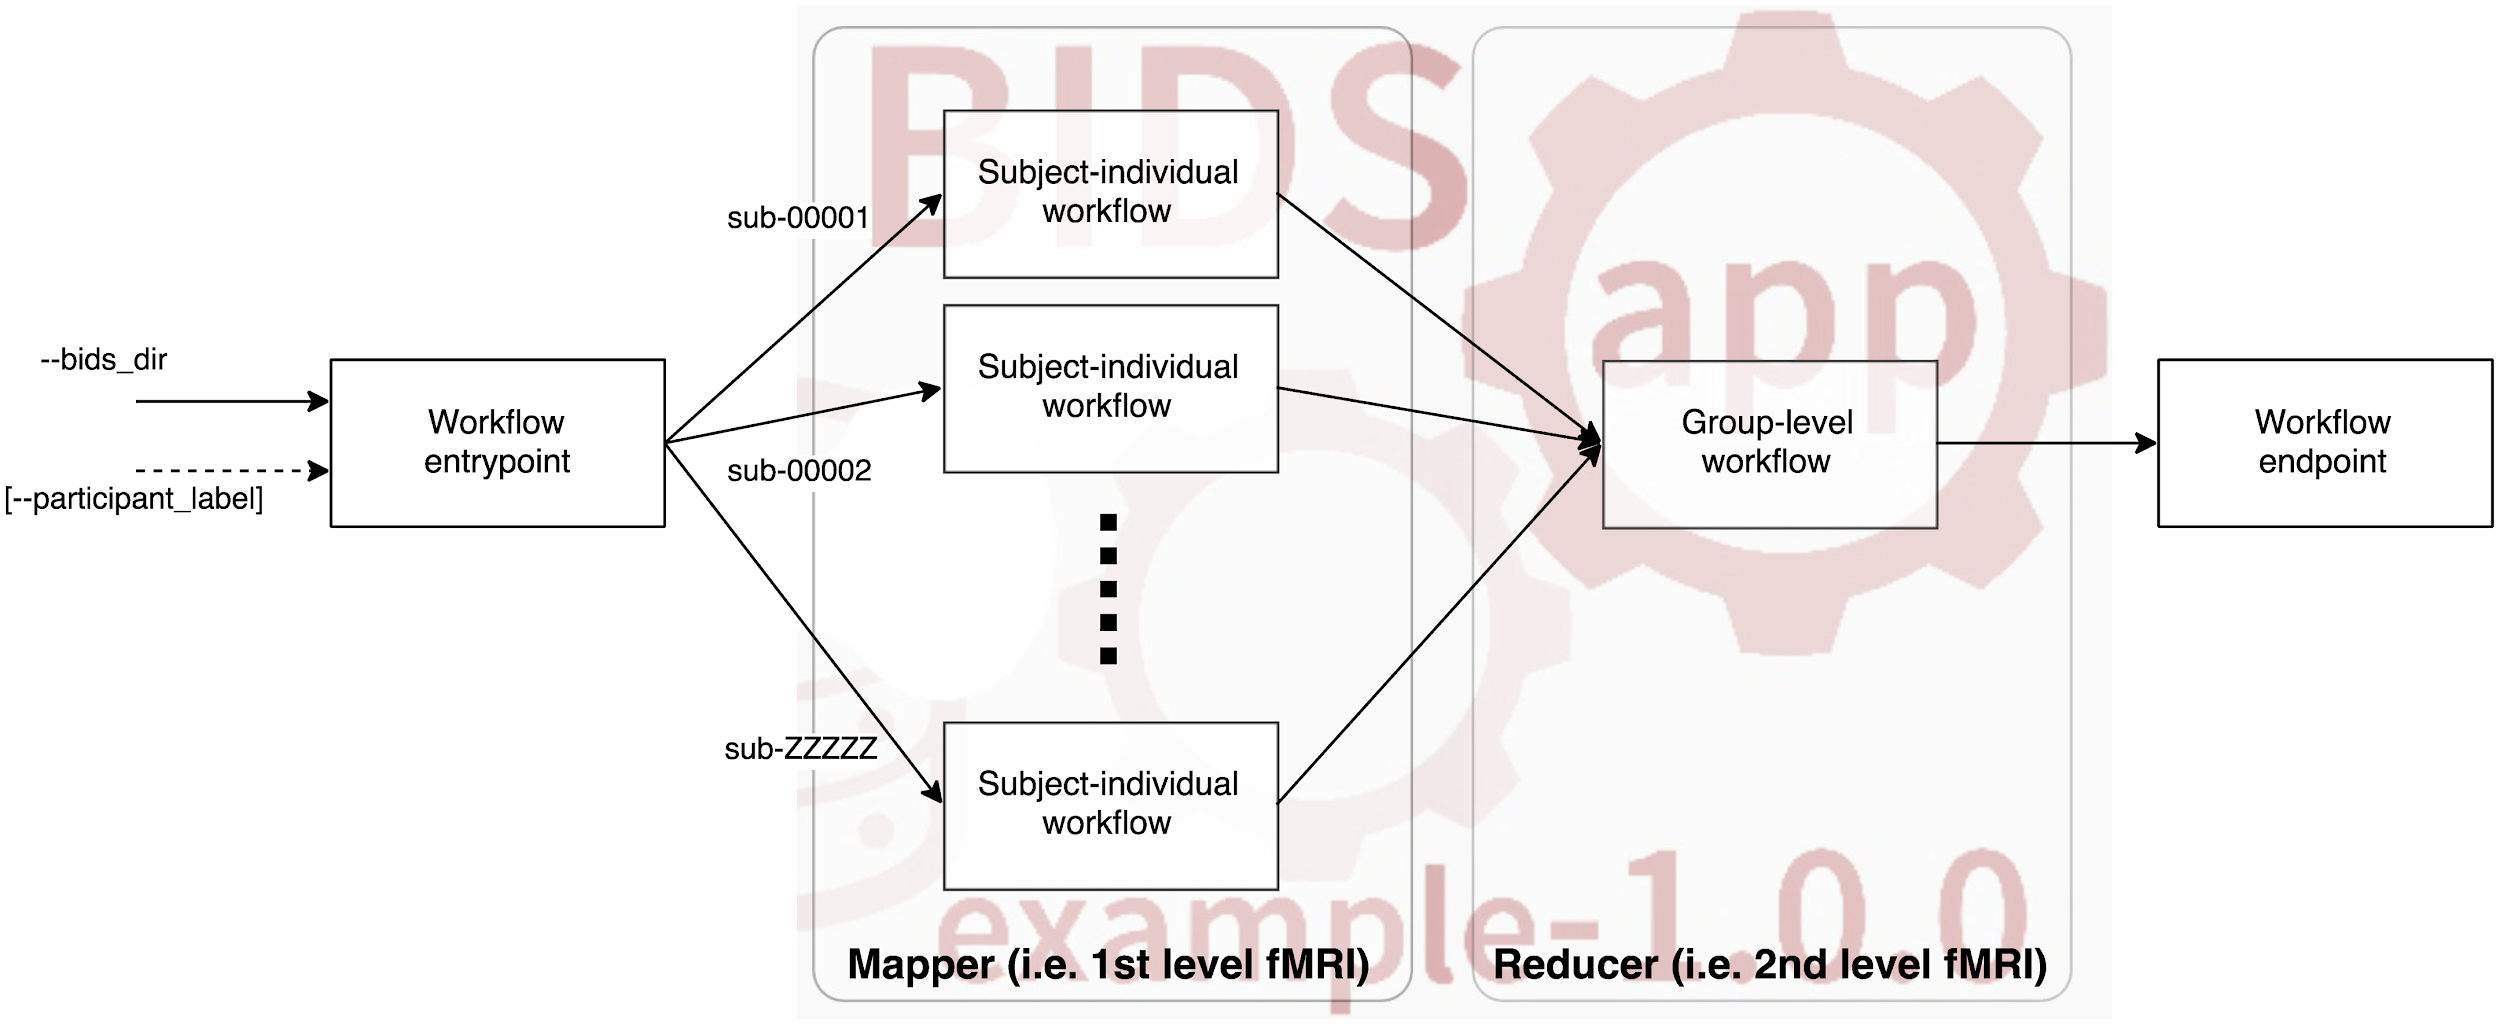 BIDS
app
example-1.0.0
--bids_dir
[--participant_label]
Workflow
entrypoint
sub-00001
sub-00002
sub-ZZZZZ
Subject-individual
workflow
Subject-individual
workflow
Subject-individual
workflow
Mapper (i.e. 1st level fMRI)
Group-level
workflow
Reducer (i.e. 2nd level fMRI)
Workflow
endpoint